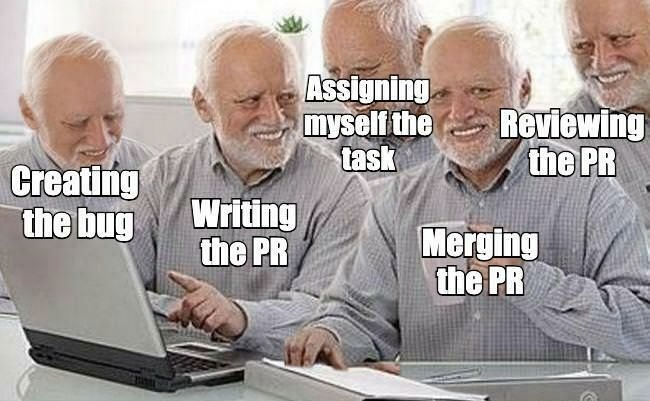 Creating
the bug
Writing
the PR
Assigning
myself the
task
Merging
the PR
Reviewing
the PR